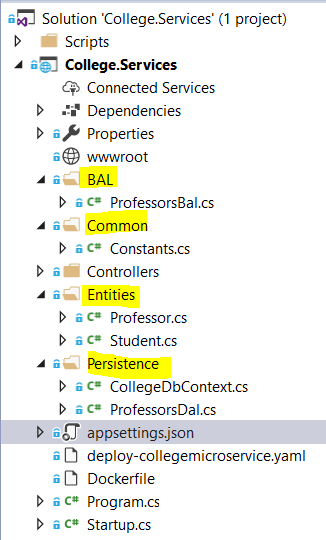 Solution 'College.Services' (1 project)
Scripts
College.Services
Connected Services
Dependencies
Properties
wwwroot
BAL
C# ProfessorsBal.cs
Common
C# Constants.cs
Controllers
Entities
C# Professor.cs
C# Student.cs
Persistence
C# CollegeDbContext.cs
C# ProfessorsDal.cs
appsettings.json
deploy-collegemicroservice.yaml
Dockerfile
C# Program.cs
C# Startup.cs